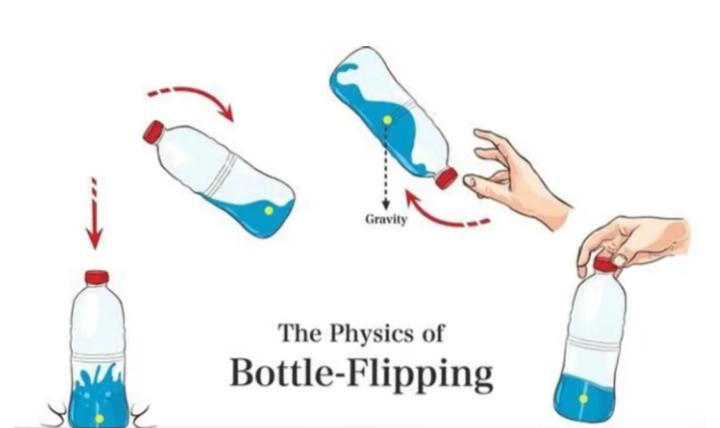 Gravity
The Physics of
Bottle-Flipping